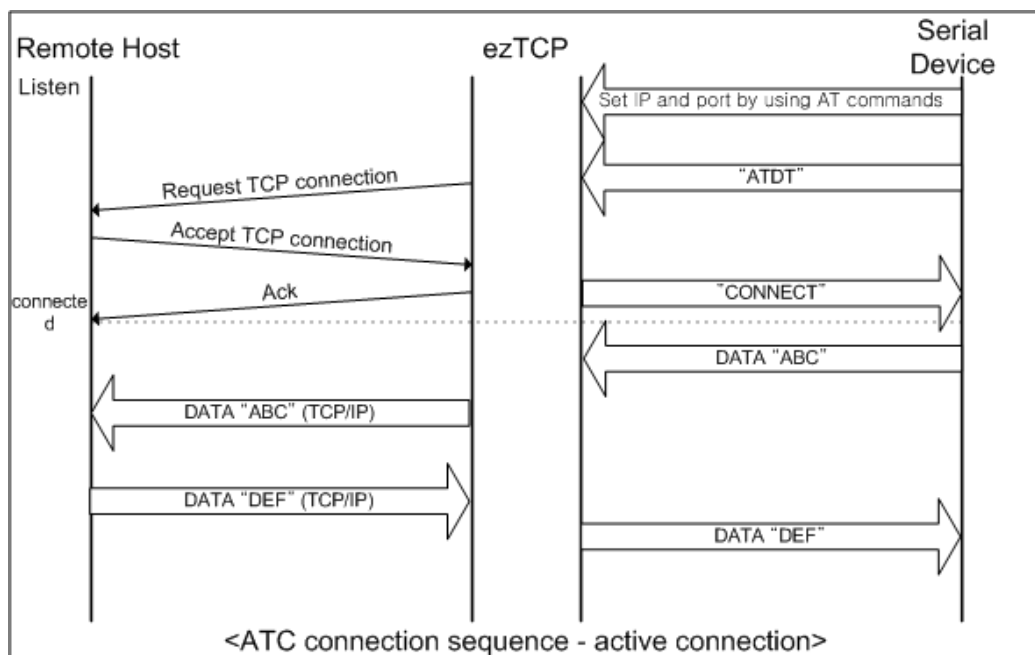 Remote Host
ezTCP
Serial
Device
Listen
Set IP and port by using AT commands
"ATDT"
Request TCP connection
Accept TCP connection
Ack
"CONNECT"
connecte
d
DATA "ABC"
DATA "ABC" (TCP/IP)
DATA "DEF" (TCP/IP)
DATA "DEF"
<ATC connection sequence - active connection>